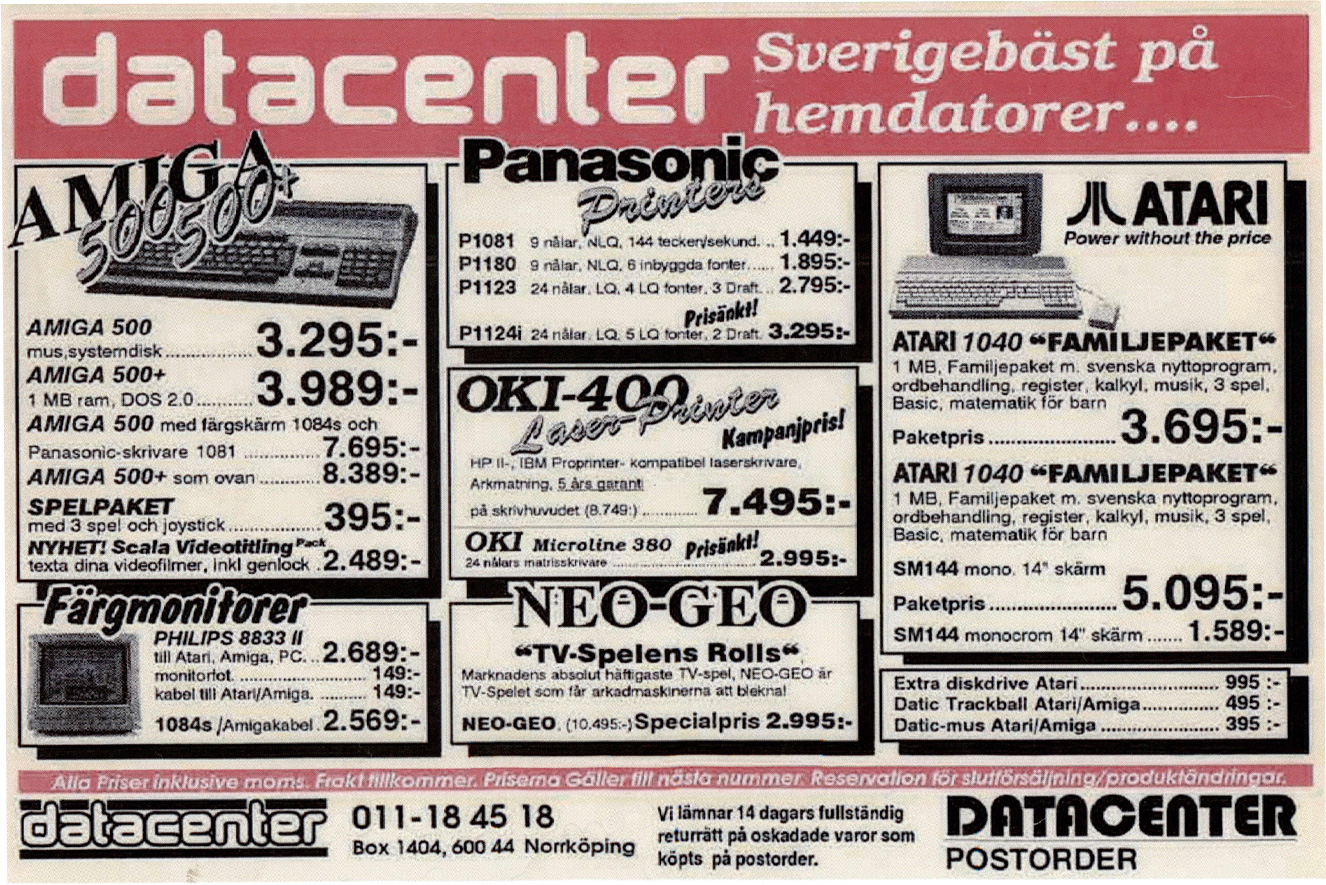 datacenter
Sverigebäst på
hemdatorer....
AMIGA
500 500+
AMIGA 500
mus,systemdisk ................ 3.295:-
AMIGA 500+
1 MB ram, DOS 2.0 .......... 3.989:-
AMIGA 500 med färgskärm 1084s och
Panasonic-skrivare 1081 ............... 7.695:-
AMIGA 500+ som ovan ........... 8.389:-
SPELPAKET
med 3 spel och joystick ................ 395:-
NYHET! Scala Videotitling Pack
texta dina videofilmer, inkl genlock . 2.489:-
Färgmonitorer
PHILIPS 8833 II
till Atari, Amiga, PC. .. 2.689:-
monitorfot. ....................... 149:-
kabel till Atari/Amiga. ......... 149:-
1084s /Amigakabel . 2.569:-
Panasonic
Printers
P1081 9 nålar, NLQ, 144 tecken/sekund. .. 1.449:-
P1180 9 nålar, NLQ, 6 inbyggda fonter...... 1.895:-
P1123 24 nålar, LQ, 4 LQ fonter, 3 Draft... 2.795:-
Prisänkt!
P1124i 24 nålar, LQ, 5 LQ fonter, 2 Draft. 3.295:-
OKI-400
Laser-Printer
Kampanjpris!
HP II-, IBM Proprinter- kompatibel laserskrivare,
Arkmatning, 5 års garanti
på skrivhuvudet (8.749:) ............ 7.495:-
OKI Microline 380 Prisänkt!
24 nålars matrisskrivare .......................... 2.995:-
NEO-GEO
“TV-Spelens Rolls“
Marknadens absolut häftigaste TV-spel, NEO-GEO är
TV-Spelet som får arkadmaskinerna att blekna!
NEO-GEO. (10.495:-) Specialpris 2.995:-
ATARI
Power without the price
ATARI 1040 “FAMILJEPAKET“
1 MB, Familjepaket m. svenska nyttoprogram,
ordbehandling, register, kalkyl, musik, 3 spel,
Basic, matematik för barn
Paketpris ........................ 3.695:-
ATARI 1040 “FAMILJEPAKET“
1 MB, Familjepaket m. svenska nyttoprogram,
ordbehandling, register, kalkyl, musik, 3 spel,
Basic, matematik för barn
SM144 mono. 14" skärm
Paketpris ........................ 5.095:-
SM144 monocrom 14" skärm ....... 1.589:-
Extra diskdrive Atari........................ 995 :-
Datic Trackball Atari/Amiga............. 495 :-
Datic-mus Atari/Amiga .................... 395 :-
Alla Priser inklusive moms. Frakt tillkommer. Priserna Gäller till nästa nummer. Reservation för slutförsäljning/produktändringar.
datacenter
011-18 45 18
Box 1404, 600 44 Norrköping
Vi lämnar 14 dagars fullständig
returrätt på oskadade varor som
köpts på postorder.
DATACENTER
POSTORDER